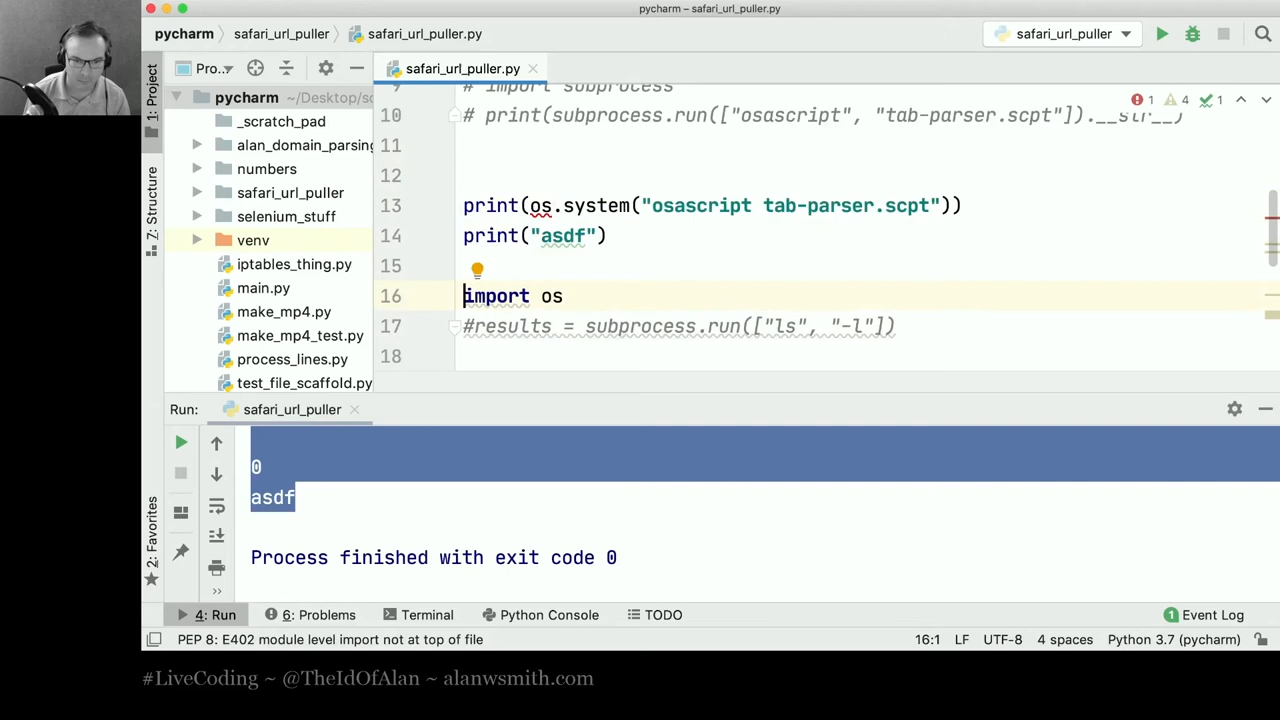 pycharm – safari_url_puller.py
pycharm safari_url_puller safari_url_puller.py
safari_url_puller
1: Project
Pro...
safari_url_puller.py
pycharm ~/Desktop/sc
_scratch_pad
alan_domain_parsing
numbers
safari_url_puller
selenium_stuff
venv
iptables_thing.py
main.py
make_mp4.py
make_mp4_test.py
process_lines.py
test_file_scaffold.py
Z: Structure
2: Favorites
1 4 1
9 # import subprocess
10 # print(subprocess.run(["osascript", "tab-parser.scpt"]).__str__)
11
12
13 print(os.system("osascript tab-parser.scpt"))
14 print("asdf")
15
16 import os
17 #results = subprocess.run(["ls", "-l"])
18
Run: safari_url_puller
0
asdf
Process finished with exit code 0
4: Run 6: Problems Terminal Python Console TODO 1 Event Log
PEP 8: E402 module level import not at top of file 16:1 LF UTF-8 4 spaces Python 3.7 (pycharm)
#LiveCoding ~ @TheIdOfAlan ~ alanwsmith.com